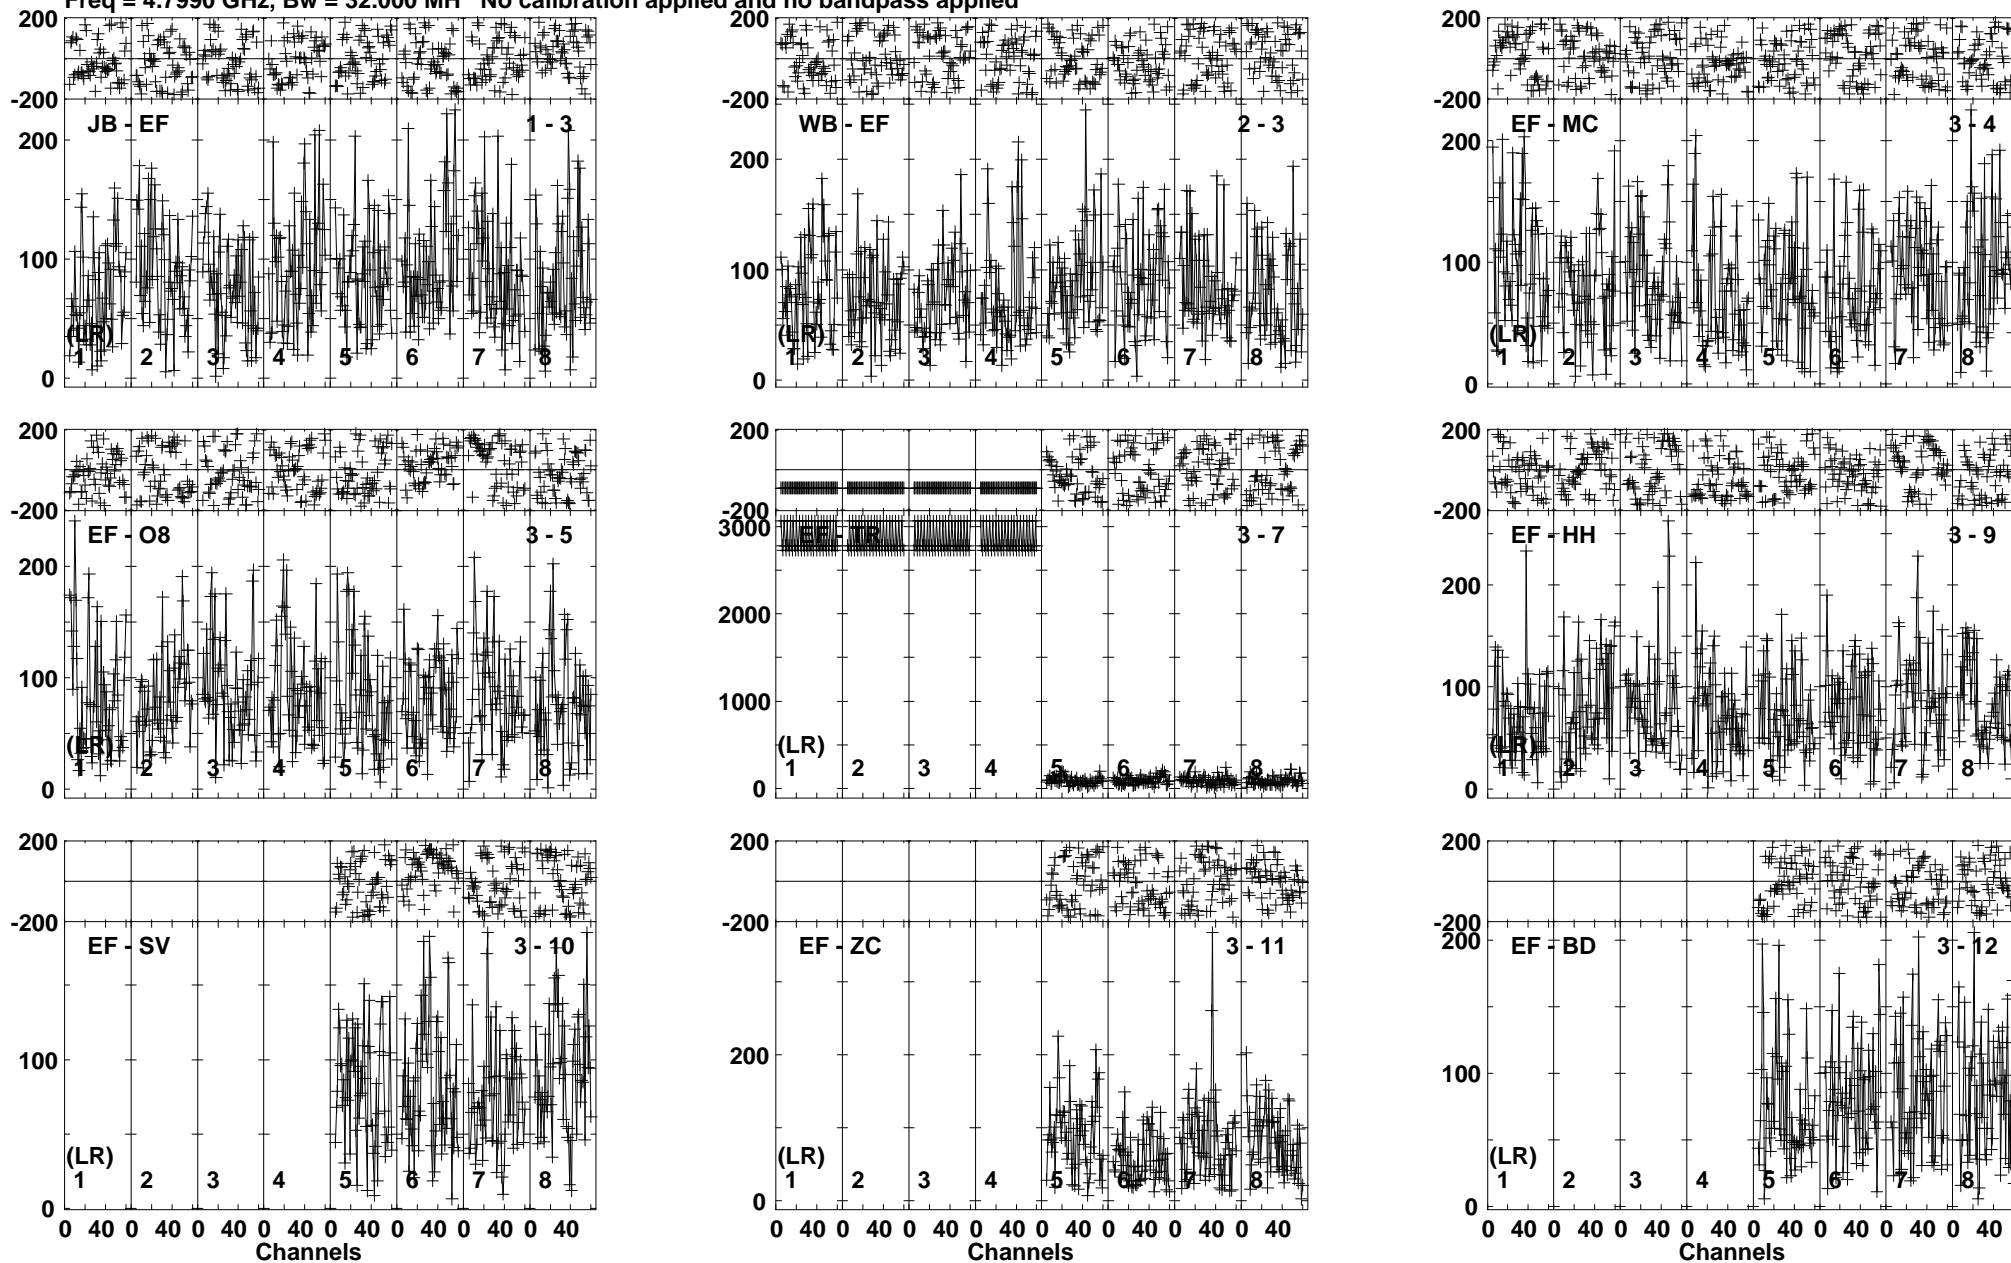 Freq = 4.7990 GHz, Bw = 32.000 MH No calibration applied and no bandpass applied
200 200 200
-200 -200 -200
JB - EF 1 - 3 WB - EF 2 - 3 EF - MC 3 - 4
200 200 200
100 100 100
(LR) (LR) (LR)
1 2 3 4 5 6 7 8 1 2 3 4 5 6 7 8 1 2 3 4 5 6 7 8
0 0 0
200 200 200
-200 -200 -200
EF - O8 3 - 5 EF - TR 3 - 7 EF - HH 3 - 9
3000
200 2000 200
100 1000 100
(LR) (LR) (LR)
1 2 3 4 5 6 7 8 1 2 3 4 5 6 7 8 1 2 3 4 5 6 7 8
0 0 0
200 200 200
-200 -200 -200
EF - SV 3 - 10 EF - ZC 3 - 11 EF - BD 3 - 12
200
100 200 100
(LR) (LR) (LR)
1 2 3 4 5 6 7 8 1 2 3 4 5 6 7 8 1 2 3 4 5 6 7 8
0 0 0
0 40 0 40 0 40 0 40 0 40 0 40 0 40 0 40 0 40 0 40 0 40 0 40 0 40 0 40 0 40 0 40 0 40 0 40 0 40 0 40 0 40 0 40 0 40 0 40
Channels Channels Channels